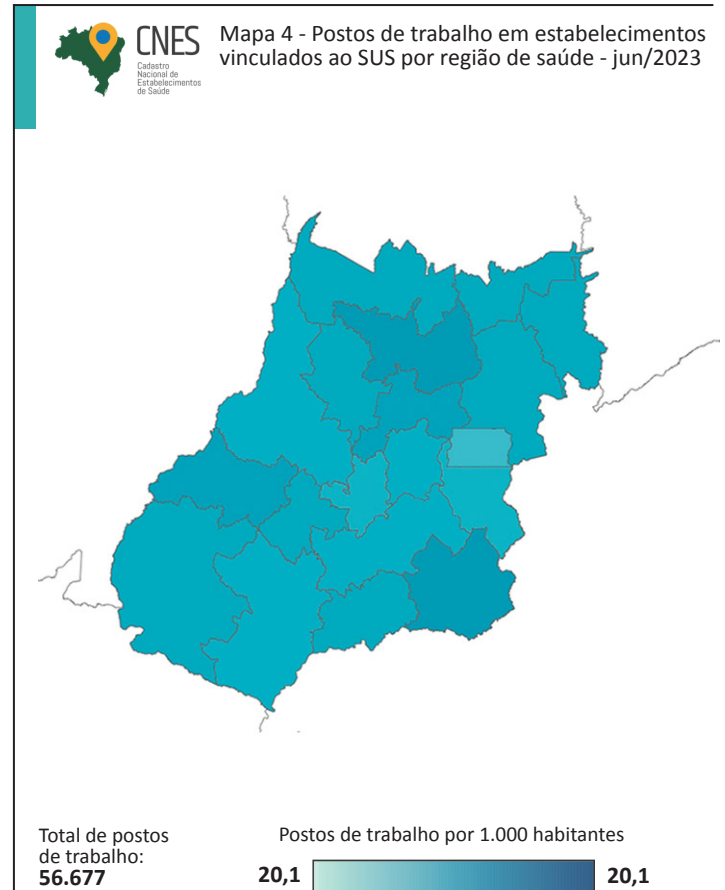 CNES
Cadastro
Nacional de
Estabelecimentos
de Saúde
Mapa 4 - Postos de trabalho em estabelecimentos
vinculados ao SUS por região de saúde - jun/2023
Total de postos
de trabalho:
56.677
Postos de trabalho por 1.000 habitantes
20,1
20,1